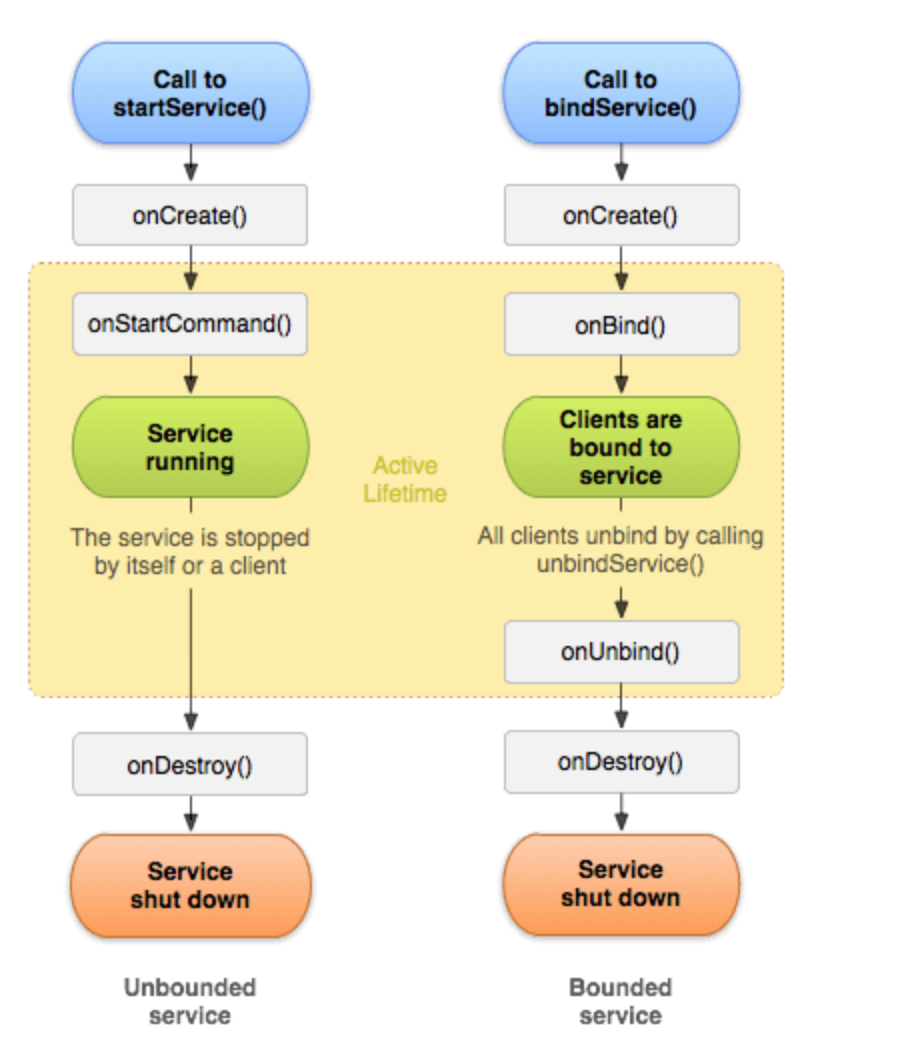 Call to
startService()
onCreate()
onStartCommand()
Service
running
The service is stopped
by itself or a client
onDestroy()
Service
shut down
Unbounded
service
Active
Lifetime
Call to
bindService()
onCreate()
onBind()
Clients are
bound to
service
All clients unbind by calling
unbindService()
onUnbind()
onDestroy()
Service
shut down
Bounded
service